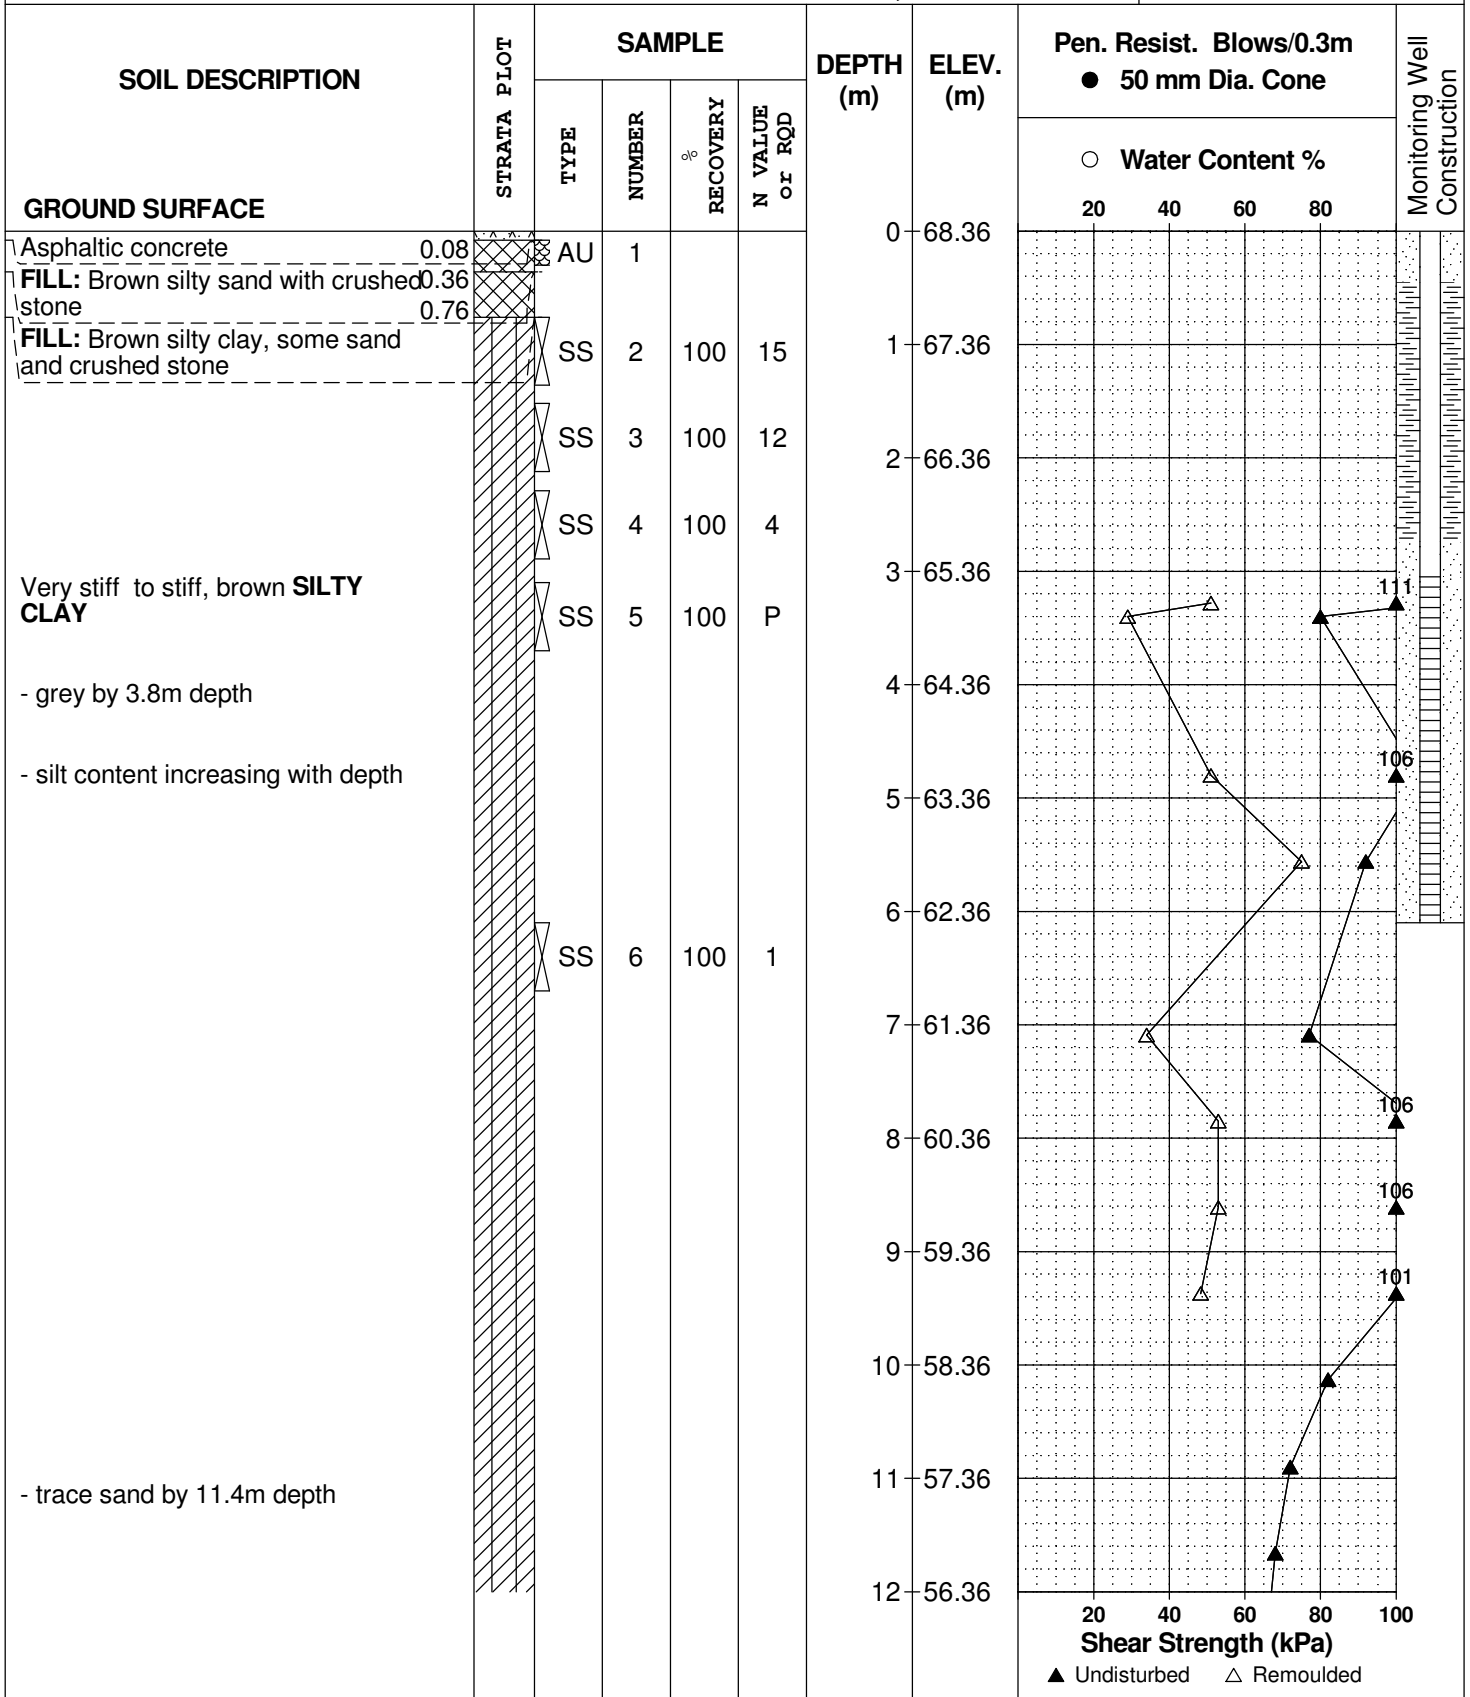 SOIL DESCRIPTION
GROUND SURFACE
STRATA PLOT
SAMPLE
TYPE
NUMBER
% RECOVERY
N VALUE
or RQD
DEPTH
(m)
ELEV.
(m)
Pen. Resist. Blows/0.3m
● 50 mm Dia. Cone
○ Water Content %
20 40 60 80
Monitoring Well
Construction
Asphaltic concrete 0.08
FILL: Brown silty sand with crushed 0.36
stone 0.76
FILL: Brown silty clay, some sand
and crushed stone
Very stiff to stiff, brown SILTY
CLAY
- grey by 3.8m depth
- silt content increasing with depth
- trace sand by 11.4m depth
AU 1
SS 2 100 15
SS 3 100 12
SS 4 100 4
SS 5 100 P
SS 6 100 1
0 68.36
1 67.36
2 66.36
3 65.36
4 64.36
5 63.36
6 62.36
7 61.36
8 60.36
9 59.36
10 58.36
11 57.36
12 56.36
111
106
106
106
101
20 40 60 80 100
Shear Strength (kPa)
▲ Undisturbed △ Remoulded